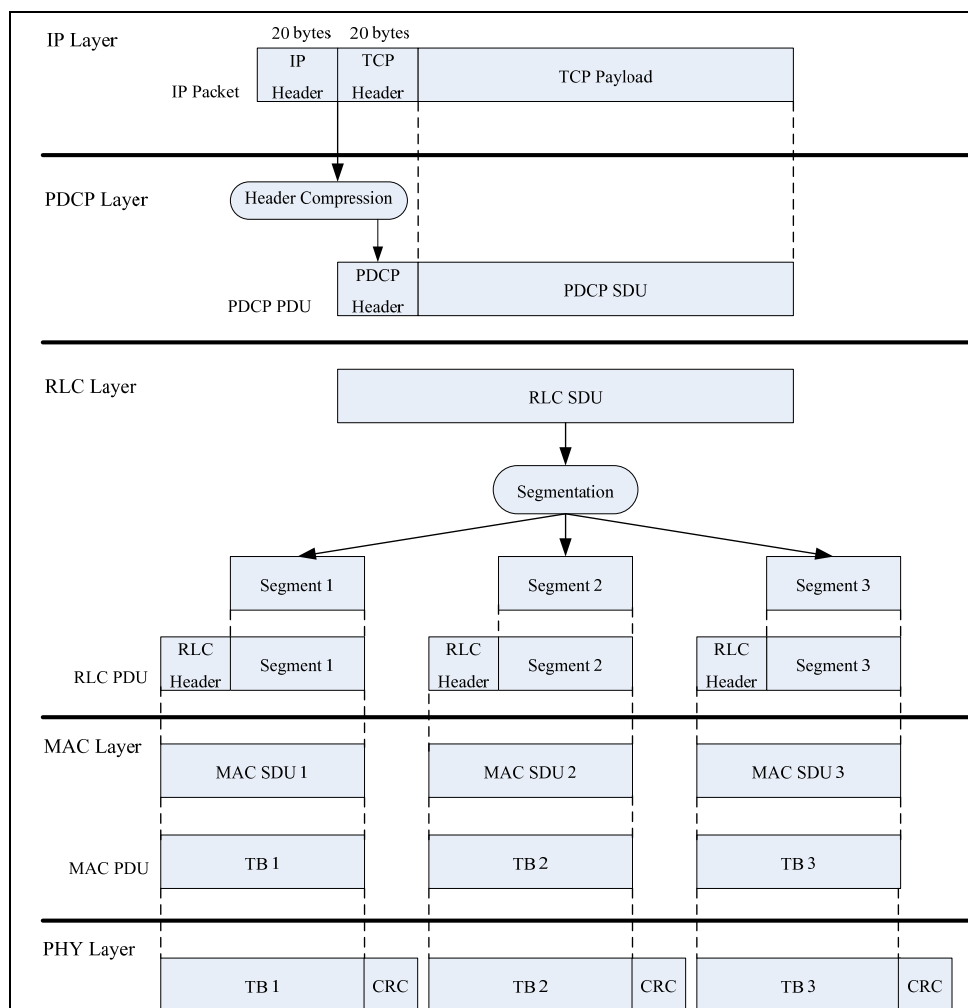 IP Layer
20 bytes 20 bytes
IP Header
TCP Header
TCP Payload
IP Packet
PDCP Layer
Header Compression
PDCP Header
PDCP SDU
PDCP PDU
RLC Layer
RLC SDU
Segmentation
Segment 1
Segment 2
Segment 3
RLC PDU
RLC Header
Segment 1
RLC Header
Segment 2
RLC Header
Segment 3
MAC Layer
MAC SDU 1
MAC SDU 2
MAC SDU 3
MAC PDU
TB 1
TB 2
TB 3
PHY Layer
TB 1
CRC
TB 2
CRC
TB 3
CRC